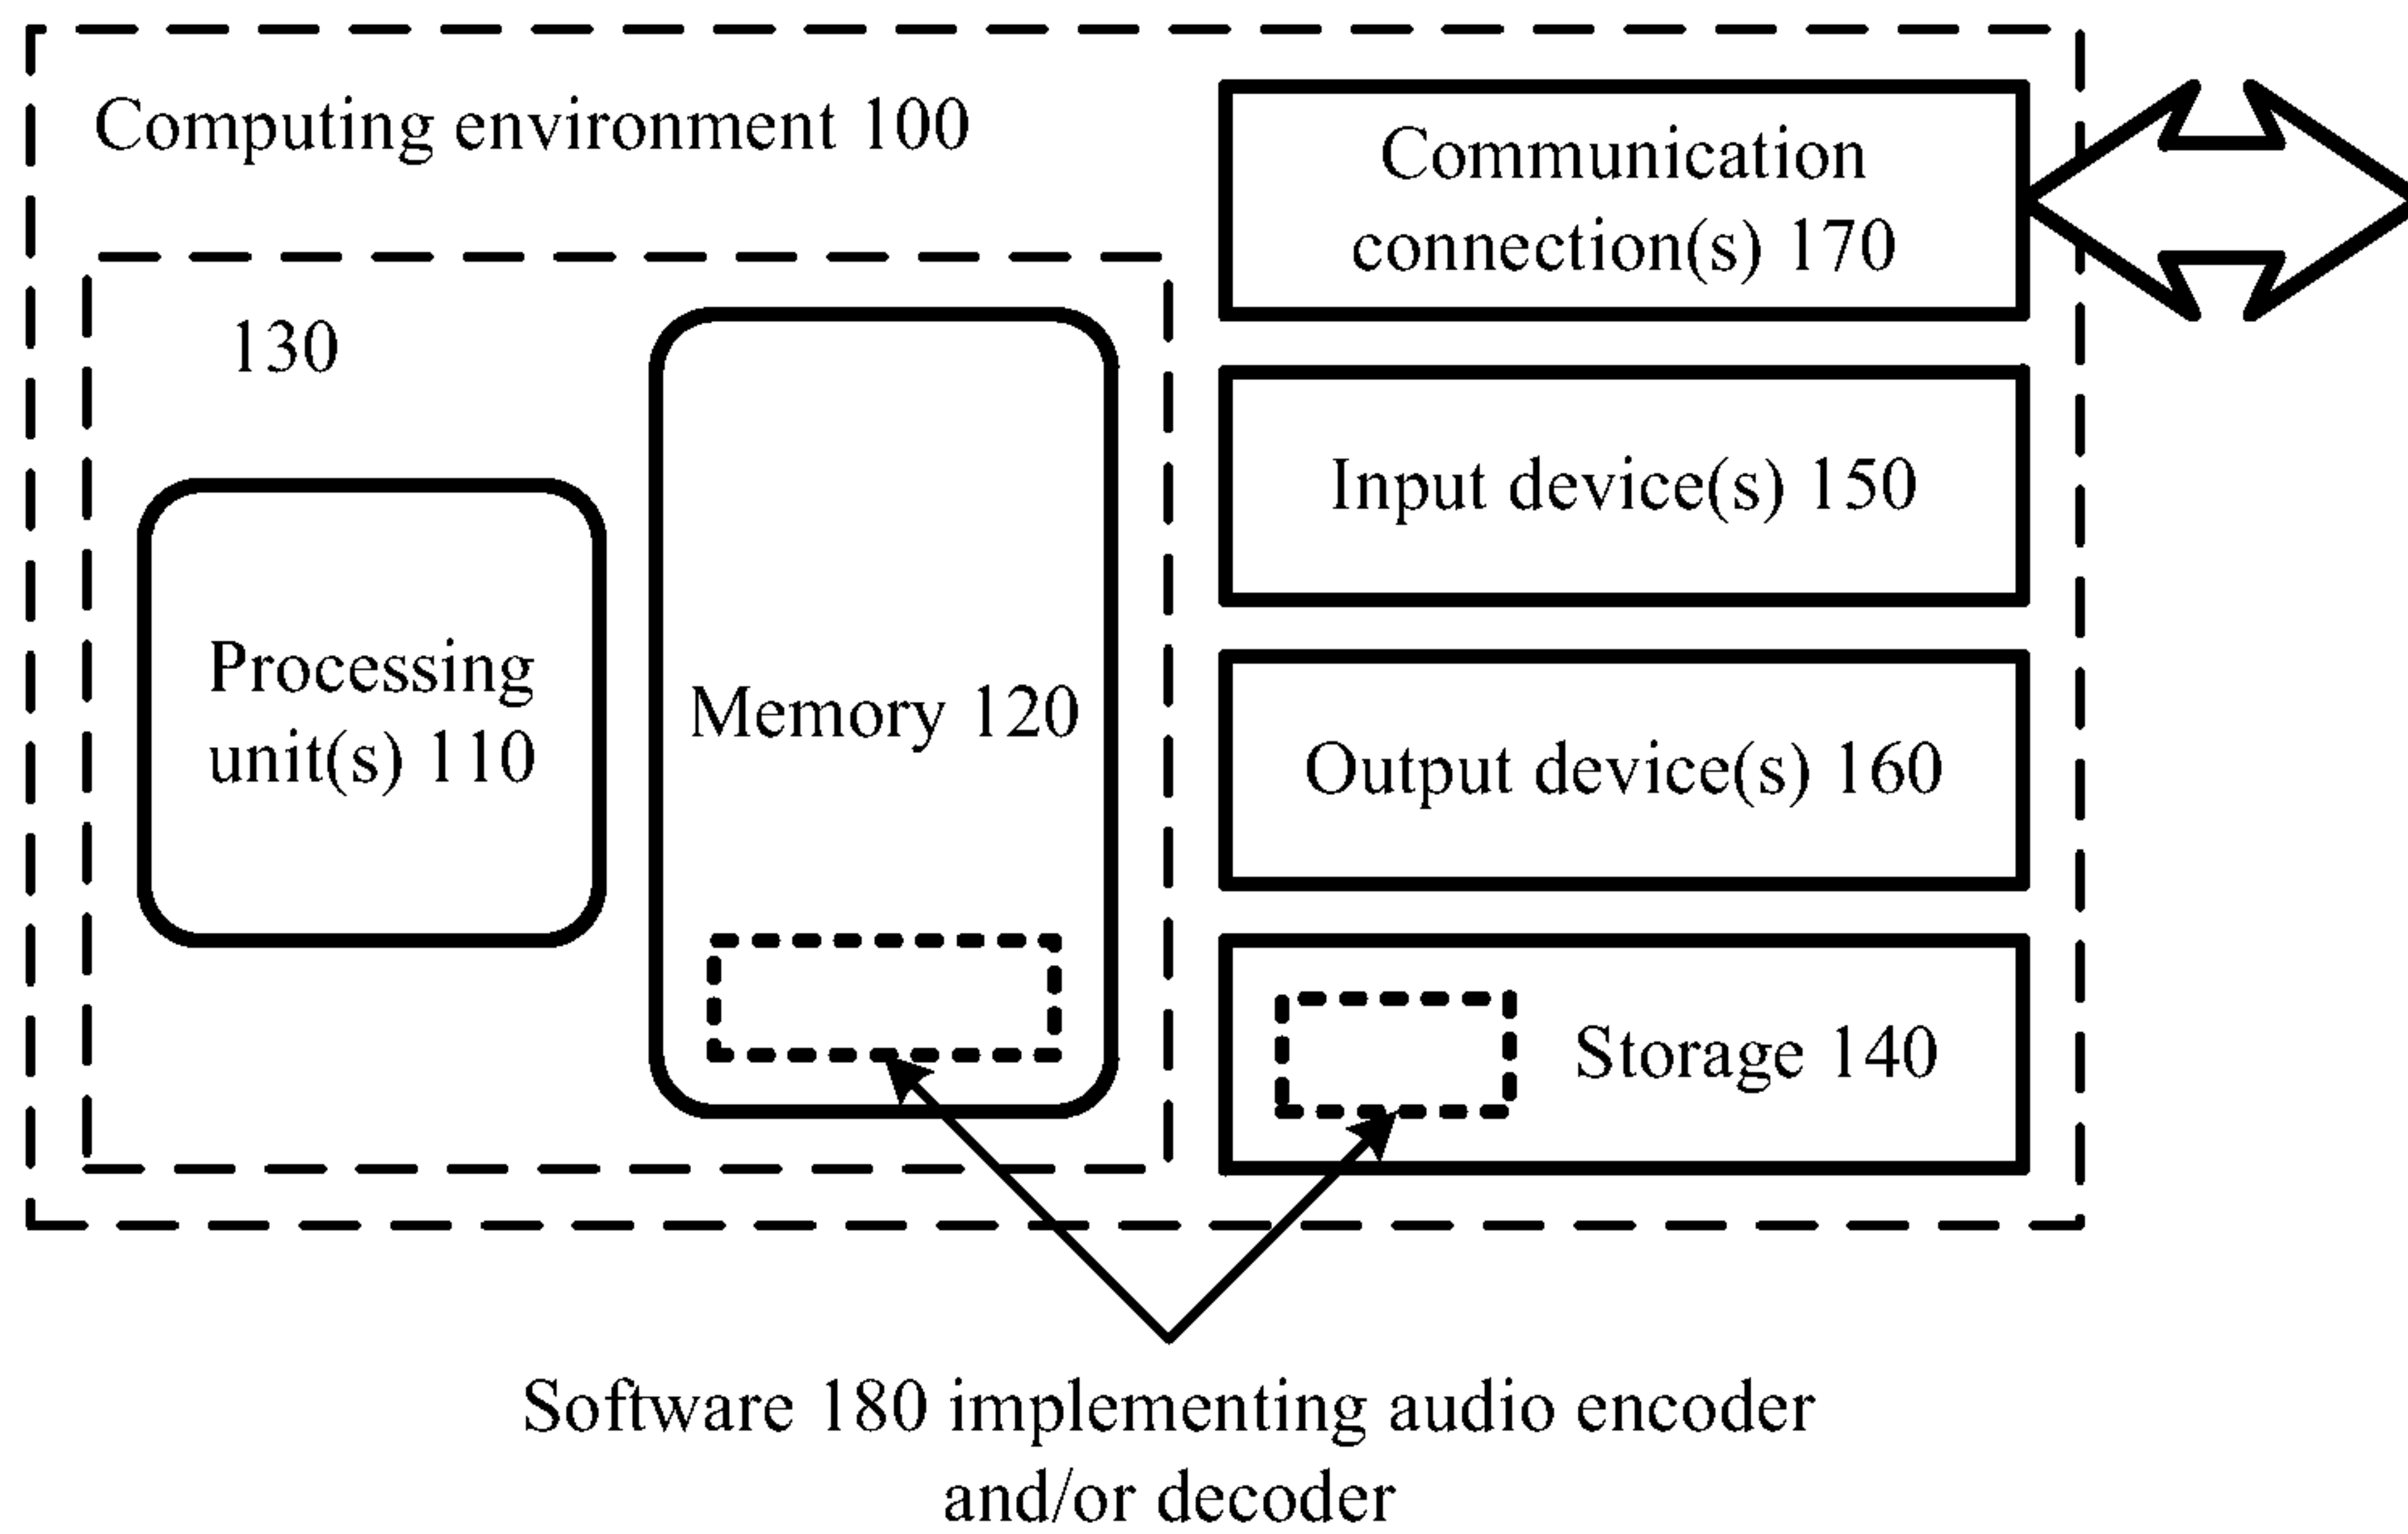 Computing environment 100
Communication
connection(s) 170
130
Input device(s) 150
Processing
unit(s) 110
Memory 120
Output device(s) 160
Storage 140
Software 180 implementing audio encoder
and/or decoder